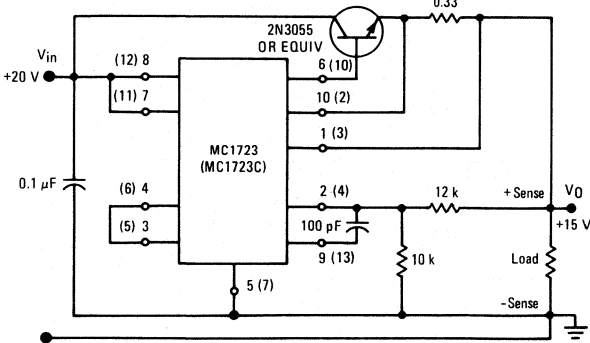 0.33
2N3055
OR EQUIV
Vin
+20 V
(12) 8
6 (10)
(11) 7
10 (2)
1 (3)
MC1723
(MC1723C)
0.1 µF
(6) 4
2 (4)
12 k
+Sense
VO
+15 V
(5) 3
100 pF
9 (13)
10 k
Load
5 (7)
-Sense